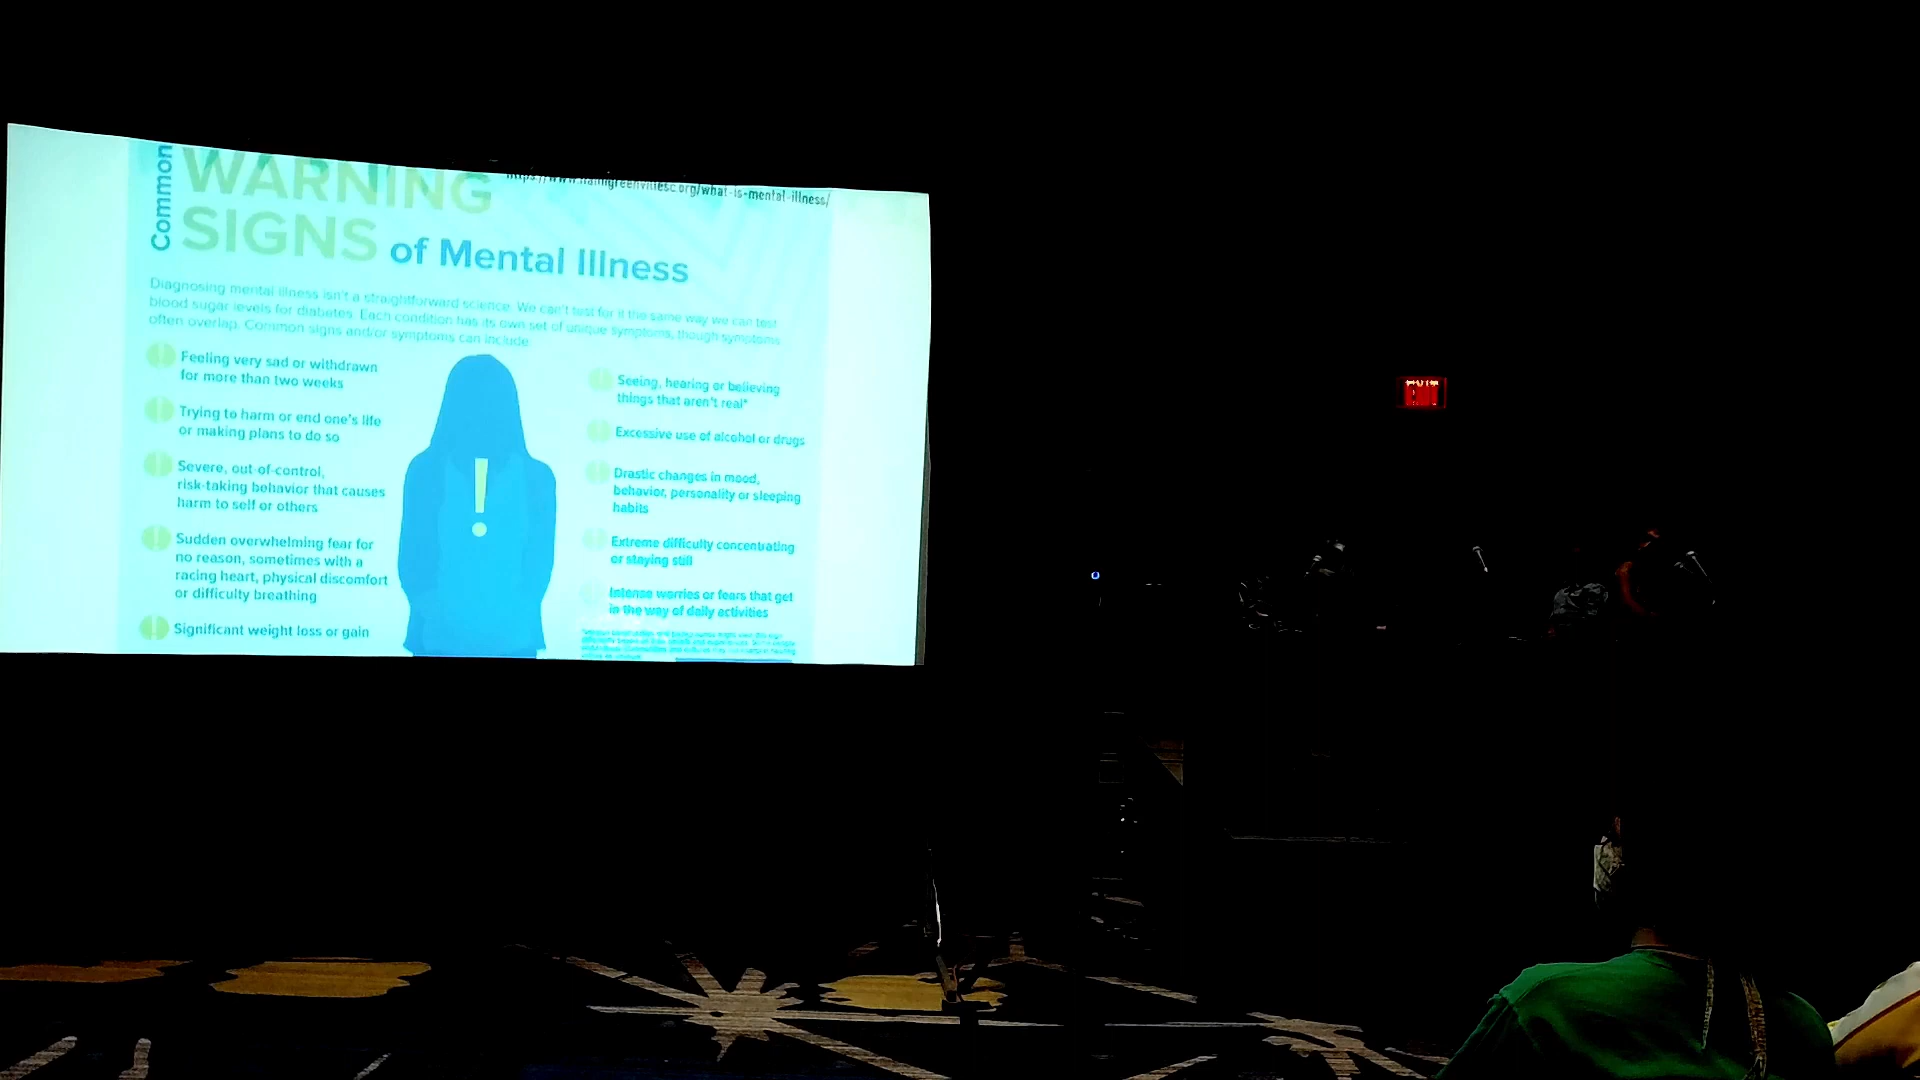 Common
WARNING
SIGNS of Mental Illness
greenvillesc.org/what-is-mental-illness/
Diagnosing mental illness isn't a straightforward science. We can't test for it the same way we can test
blood sugar levels for diabetes. Each condition has its own set of unique symptoms, though symptoms
often overlap. Common signs and/or symptoms can include:
Feeling very sad or withdrawn
for more than two weeks
Trying to harm or end one's life
or making plans to do so
Severe, out-of-control,
risk-taking behavior that causes
harm to self or others
Sudden overwhelming fear for
no reason, sometimes with a
racing heart, physical discomfort
or difficulty breathing
Significant weight loss or gain
!
Seeing, hearing or believing
things that aren't real*
Excessive use of alcohol or drugs
Drastic changes in mood,
behavior, personality or sleeping
habits
Extreme difficulty concentrating
or staying still
Intense worries or fears that get
in the way of daily activities
EXIT